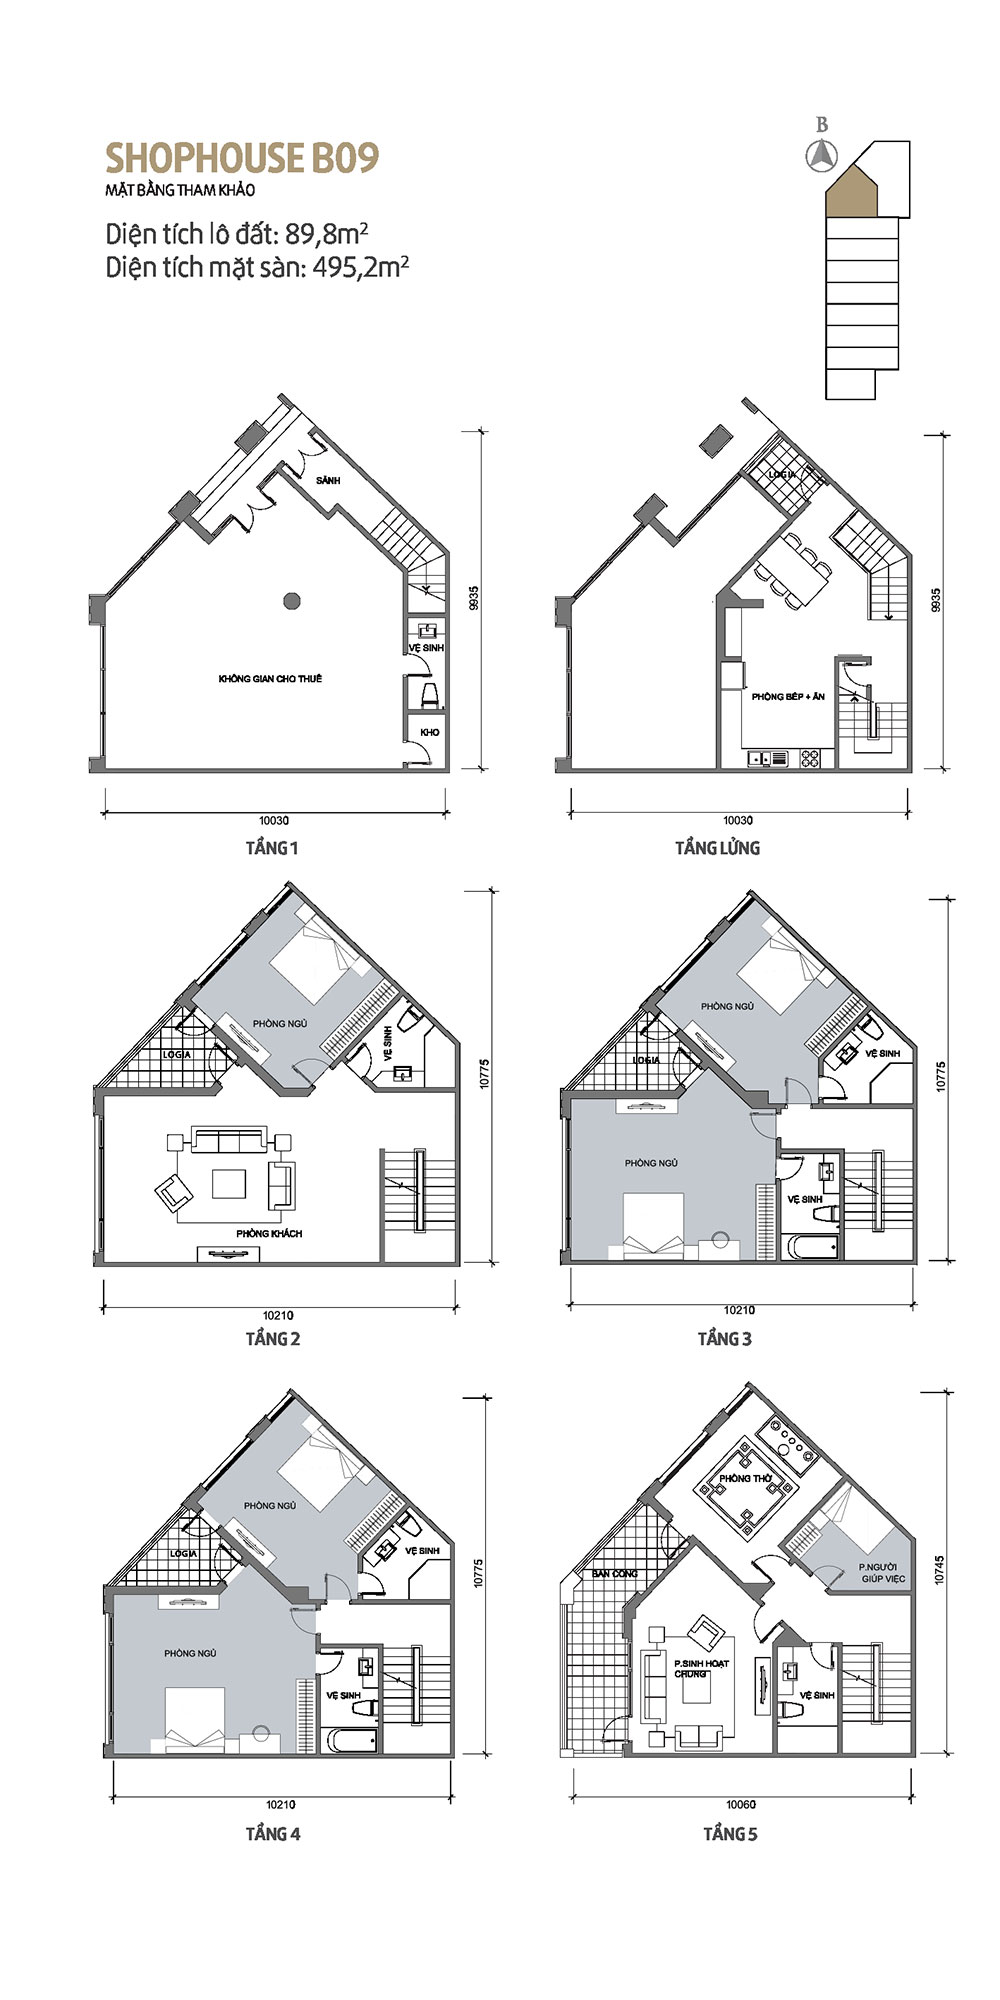 B
SHOPHOUSE B09
MẶT BẰNG THAM KHẢO
Diện tích lô đất: 89,8m²
Diện tích mặt sàn: 495,2m²
SẢNH
VỆ SINH
KHÔNG GIAN CHO THUÊ
KHO
9935
10030
TẦNG 1
LOGIA
PHÒNG BẾP + ĂN
9935
10030
TẦNG LỬNG
PHÒNG NGỦ
VỆ SINH
LOGIA
PHÒNG KHÁCH
10775
10210
TẦNG 2
PHÒNG NGỦ
VỆ SINH
LOGIA
PHÒNG NGỦ
VỆ SINH
10775
10210
TẦNG 3
PHÒNG NGỦ
VỆ SINH
LOGIA
PHÒNG NGỦ
VỆ SINH
10775
10210
TẦNG 4
PHÒNG THỜ
BAN CÔNG
P.NGƯỜI
GIÚP VIỆC
P.SINH HOẠT
CHUNG
VỆ SINH
10745
10060
TẦNG 5